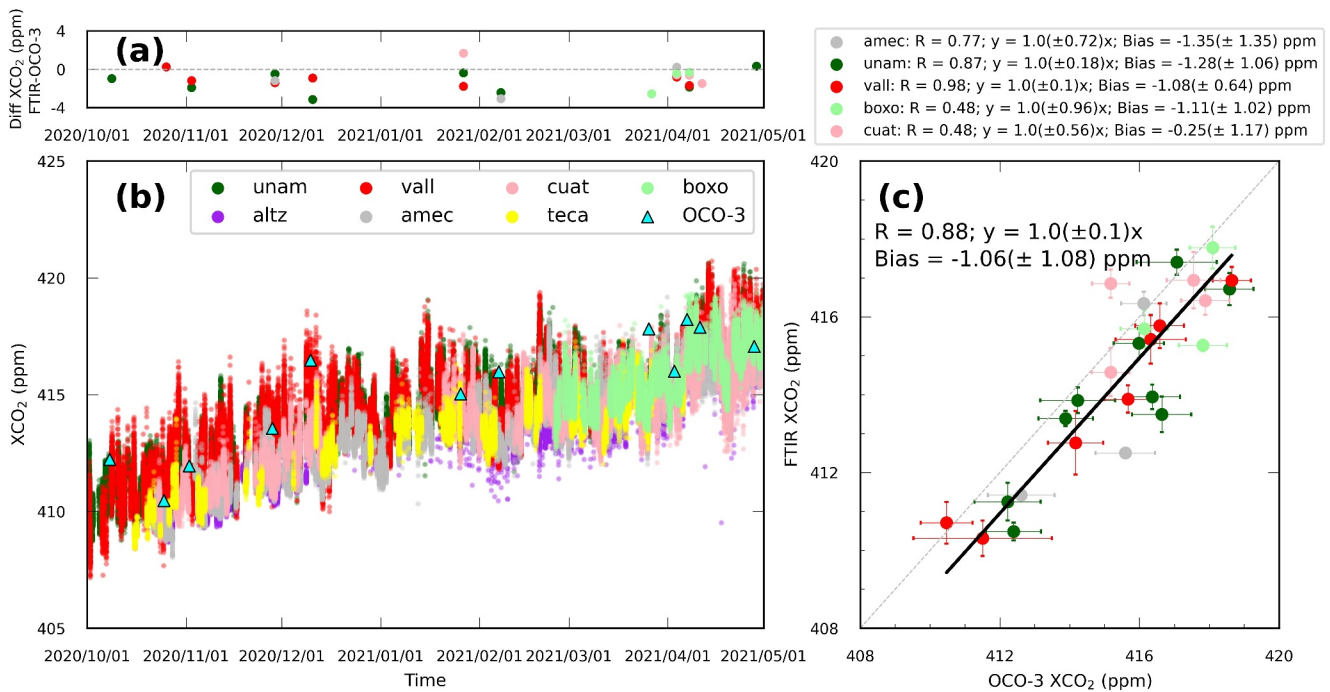 Diff XCO₂ (ppm)
FTIR-OCO-3
4
0
-4
(a)
2020/10/01 2020/11/01 2020/12/01 2021/01/01 2021/02/01 2021/03/01 2021/04/01 2021/05/01
amec: R = 0.77; y = 1.0(±0.72)x; Bias = -1.35(± 1.35) ppm
unam: R = 0.87; y = 1.0(±0.18)x; Bias = -1.28(± 1.06) ppm
vall: R = 0.98; y = 1.0(±0.1)x; Bias = -1.08(± 0.64) ppm
boxo: R = 0.48; y = 1.0(±0.96)x; Bias = -1.11(± 1.02) ppm
cuat: R = 0.48; y = 1.0(±0.56)x; Bias = -0.25(± 1.17) ppm
(b)
unam vall cuat boxo
altz amec teca OCO-3
XCO₂ (ppm)
425
420
415
410
405
2020/10/01 2020/11/01 2020/12/01 2021/01/01 2021/02/01 2021/03/01 2021/04/01 2021/05/01
Time
(c)
R = 0.88; y = 1.0(±0.1)x
Bias = -1.06(± 1.08) ppm
FTIR XCO₂ (ppm)
420
416
412
408
408 412 416 420
OCO-3 XCO₂ (ppm)